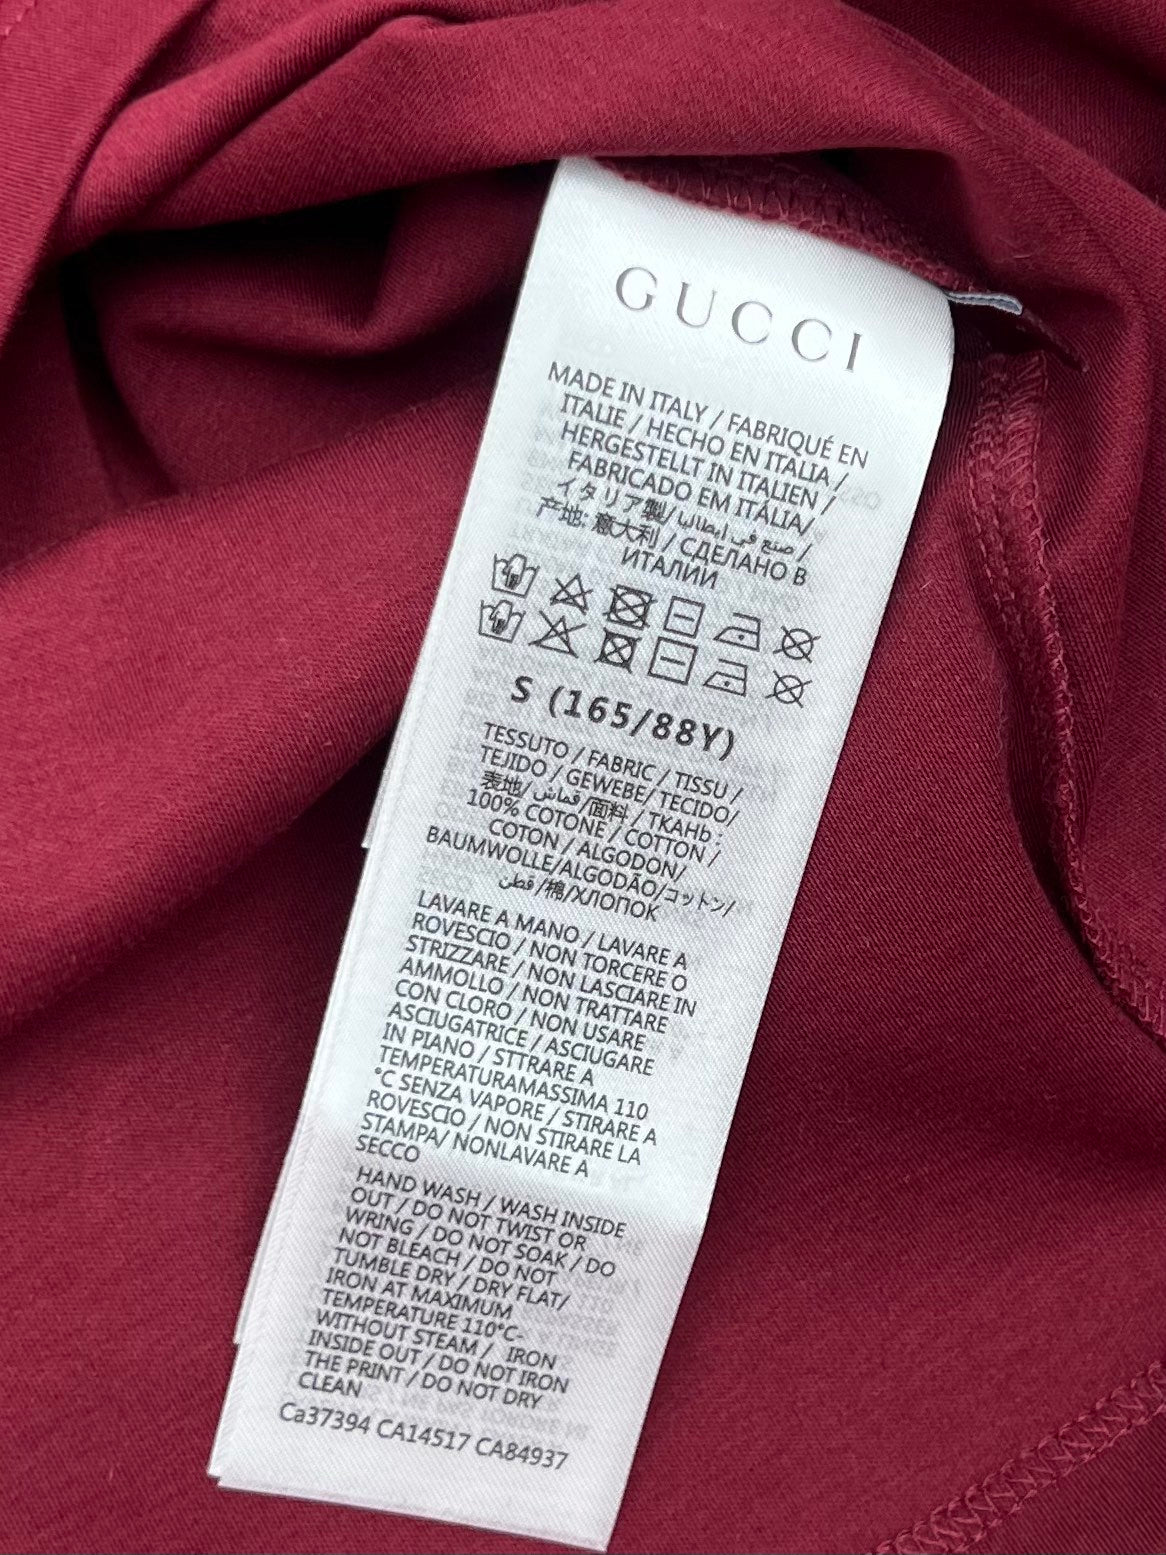 GUCCI
MADE IN ITALY / FABRIQUÉ EN
ITALIE / HECHO EN ITALIA /
HERGESTELLT IN ITALIEN /
FABRICADO EM ITÁLIA/
イタリア製/صنع في إيطاليا /
产地: 意大利 / СДЕЛАНО В
ИТАЛИИ
S (165/88Y)
TESSUTO / FABRIC / TISSU /
TEJIDO / GEWEBE/ TECIDO/
表地/ قماش /面料 / TKAHb :
100% COTONE / COTTON /
COTON / ALGODON/
BAUMWOLLE/ALGODÃO/コットン/
قطن /棉/ХЛОПОК
LAVARE A MANO / LAVARE A
ROVESCIO / NON TORCERE O
STRIZZARE / NON LASCIARE IN
AMMOLLO / NON TRATTARE
CON CLORO / NON USARE
ASCIUGATRICE / ASCIUGARE
IN PIANO / STTRARE A
TEMPERATURAMASSIMA 110
°C SENZA VAPORE / STIRARE A
ROVESCIO / NON STIRARE LA
STAMPA/ NONLAVARE A
SECCO
HAND WASH / WASH INSIDE
OUT / DO NOT TWIST OR
WRING / DO NOT SOAK / DO
NOT BLEACH / DO NOT
TUMBLE DRY / DRY FLAT/
IRON AT MAXIMUM
TEMPERATURE 110°C-
WITHOUT STEAM / IRON
INSIDE OUT / DO NOT IRON
THE PRINT / DO NOT DRY
CLEAN
Ca37394 CA14517 CA84937